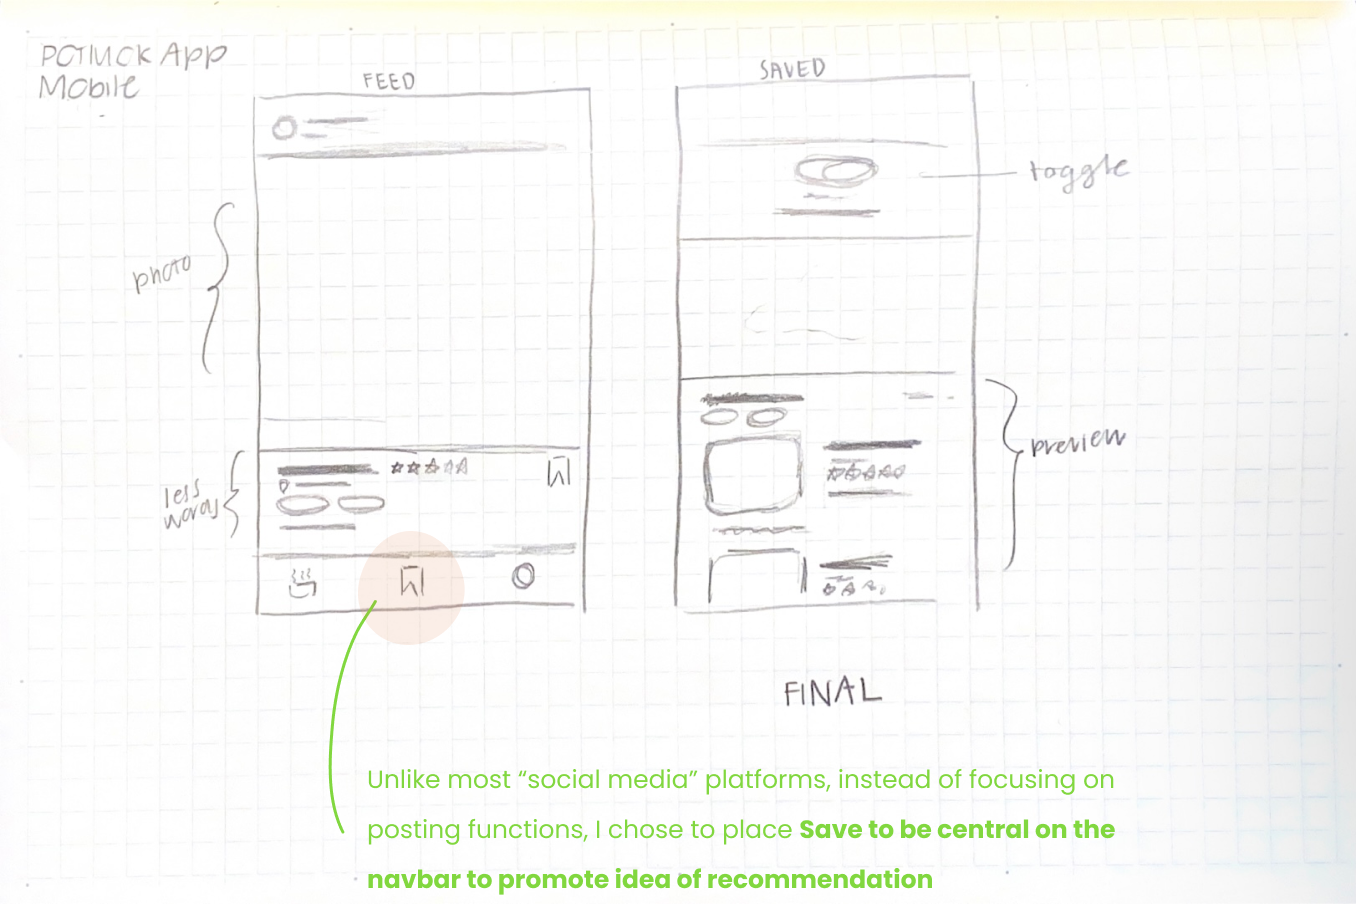 POTLUCK App
Mobile
FEED
SAVED
toggle
photo
preview
less
words
FINAL
Unlike most “social media” platforms, instead of focusing on
posting functions, I chose to place Save to be central on the
navbar to promote idea of recommendation